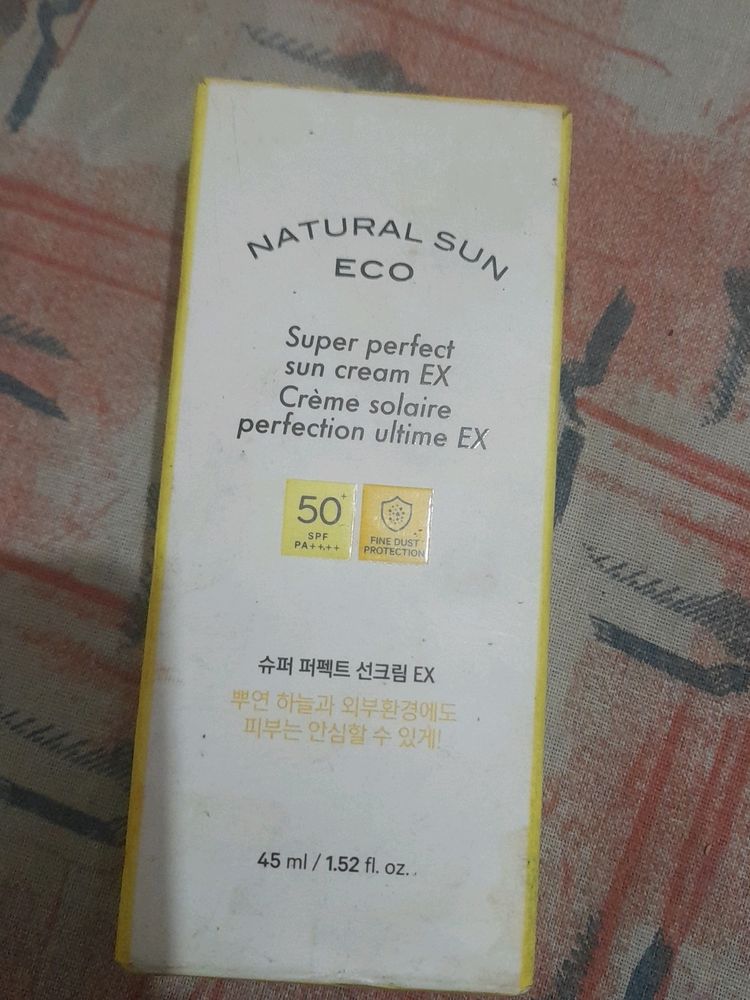 NATURAL SUN
ECO
Super perfect
sun cream EX
Crème solaire
perfection ultime EX
50+
SPF
PA++++
FINE DUST
PROTECTION
슈퍼 퍼펙트 선크림 EX
뿌연 하늘과 외부환경에도
피부는 안심할 수 있게!
45 ml / 1.52 fl. oz.